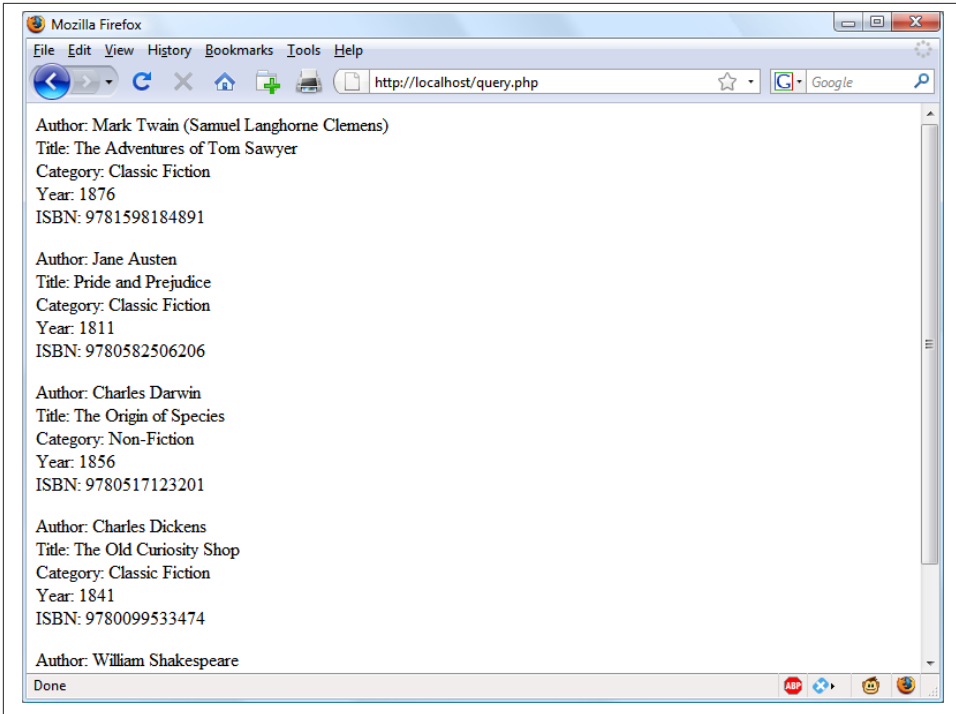 Mozilla Firefox
File Edit View History Bookmarks Tools Help
http://localhost/query.php
G
Google
Author: Mark Twain (Samuel Langhorne Clemens)
Title: The Adventures of Tom Sawyer
Category: Classic Fiction
Year: 1876
ISBN: 9781598184891
Author: Jane Austen
Title: Pride and Prejudice
Category: Classic Fiction
Year: 1811
ISBN: 9780582506206
Author: Charles Darwin
Title: The Origin of Species
Category: Non-Fiction
Year: 1856
ISBN: 9780517123201
Author: Charles Dickens
Title: The Old Curiosity Shop
Category: Classic Fiction
Year: 1841
ISBN: 9780099533474
Author: William Shakespeare
Done
ABP